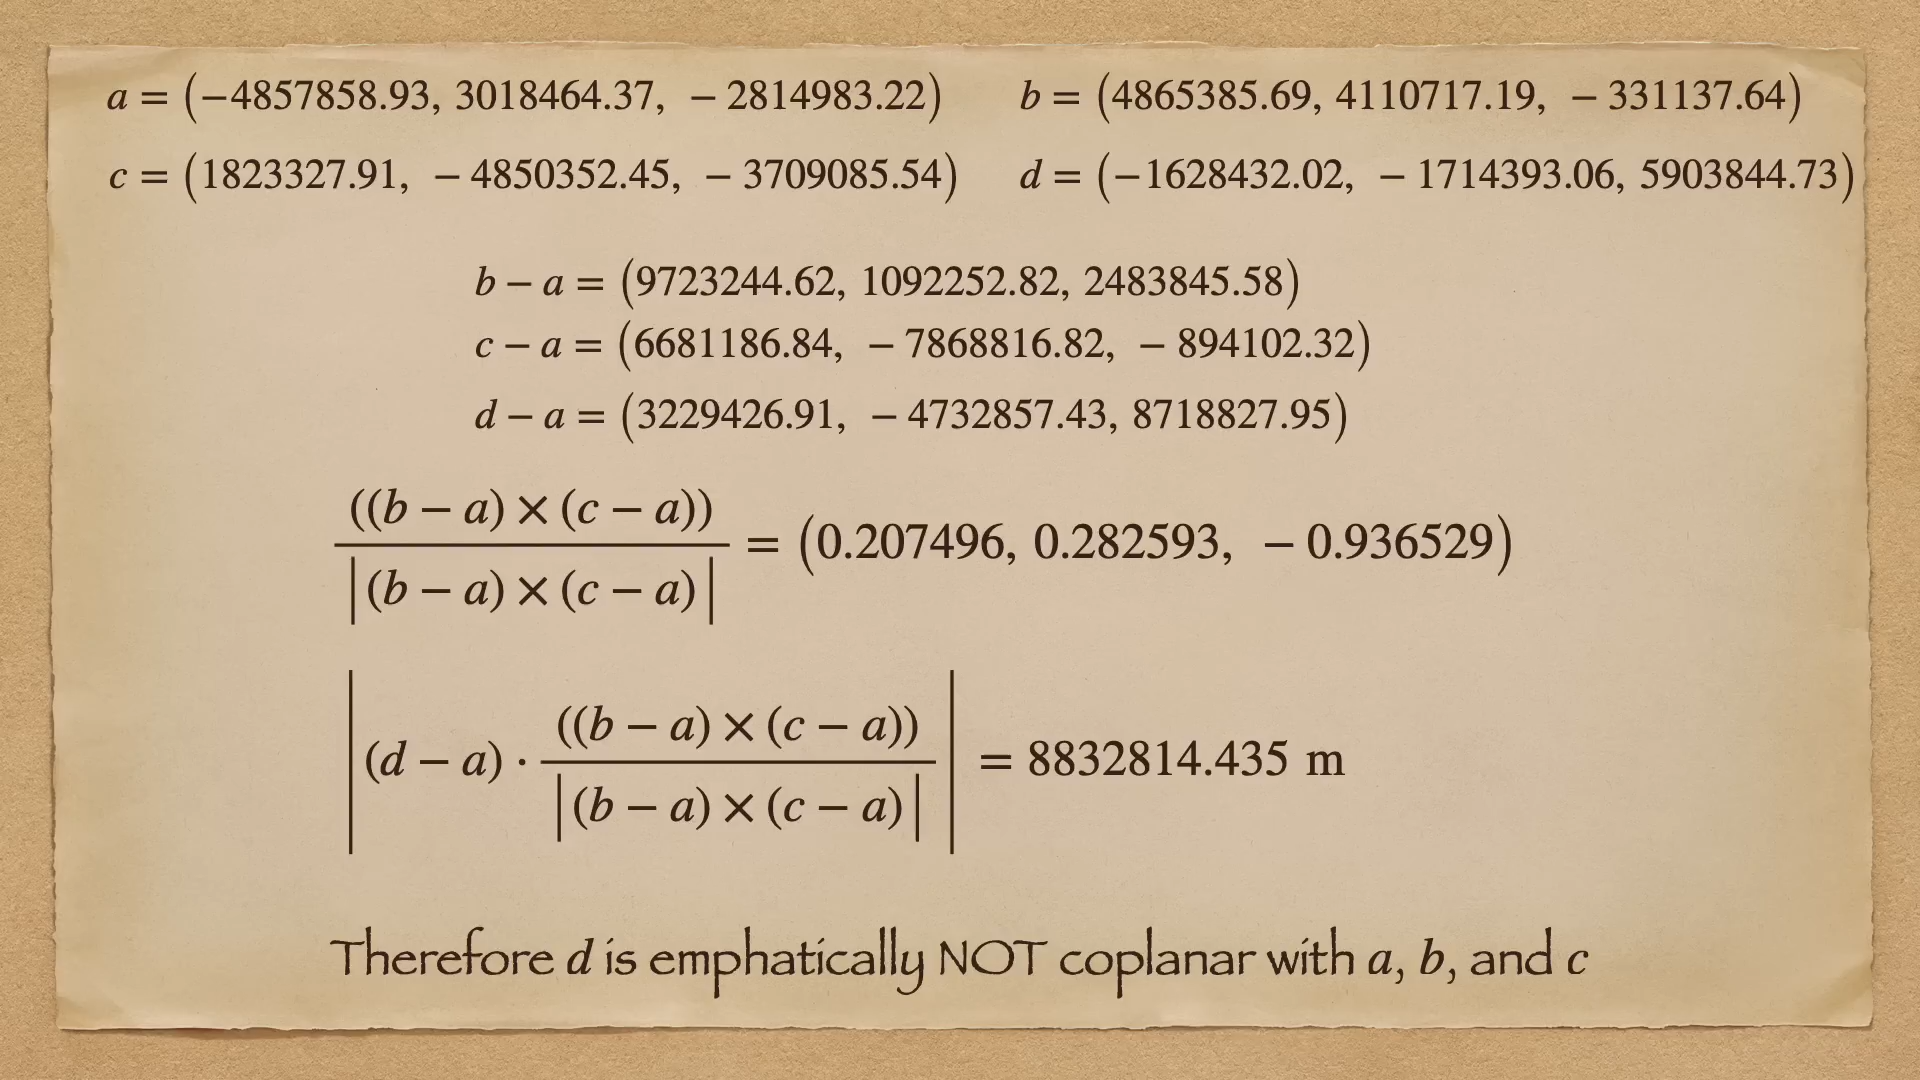 a = (−4857858.93, 3018464.37, − 2814983.22) b = (4865385.69, 4110717.19, − 331137.64)
c = (1823327.91, − 4850352.45, − 3709085.54) d = (−1628432.02, − 1714393.06, 5903844.73)
b − a = (9723244.62, 1092252.82, 2483845.58)
c − a = (6681186.84, − 7868816.82, − 894102.32)
d − a = (3229426.91, − 4732857.43, 8718827.95)
((b − a) × (c − a)) / |(b − a) × (c − a)| = (0.207496, 0.282593, − 0.936529)
|(d − a) · ((b − a) × (c − a)) / |(b − a) × (c − a)|| = 8832814.435 m
Therefore d is emphatically NOT coplanar with a, b, and c